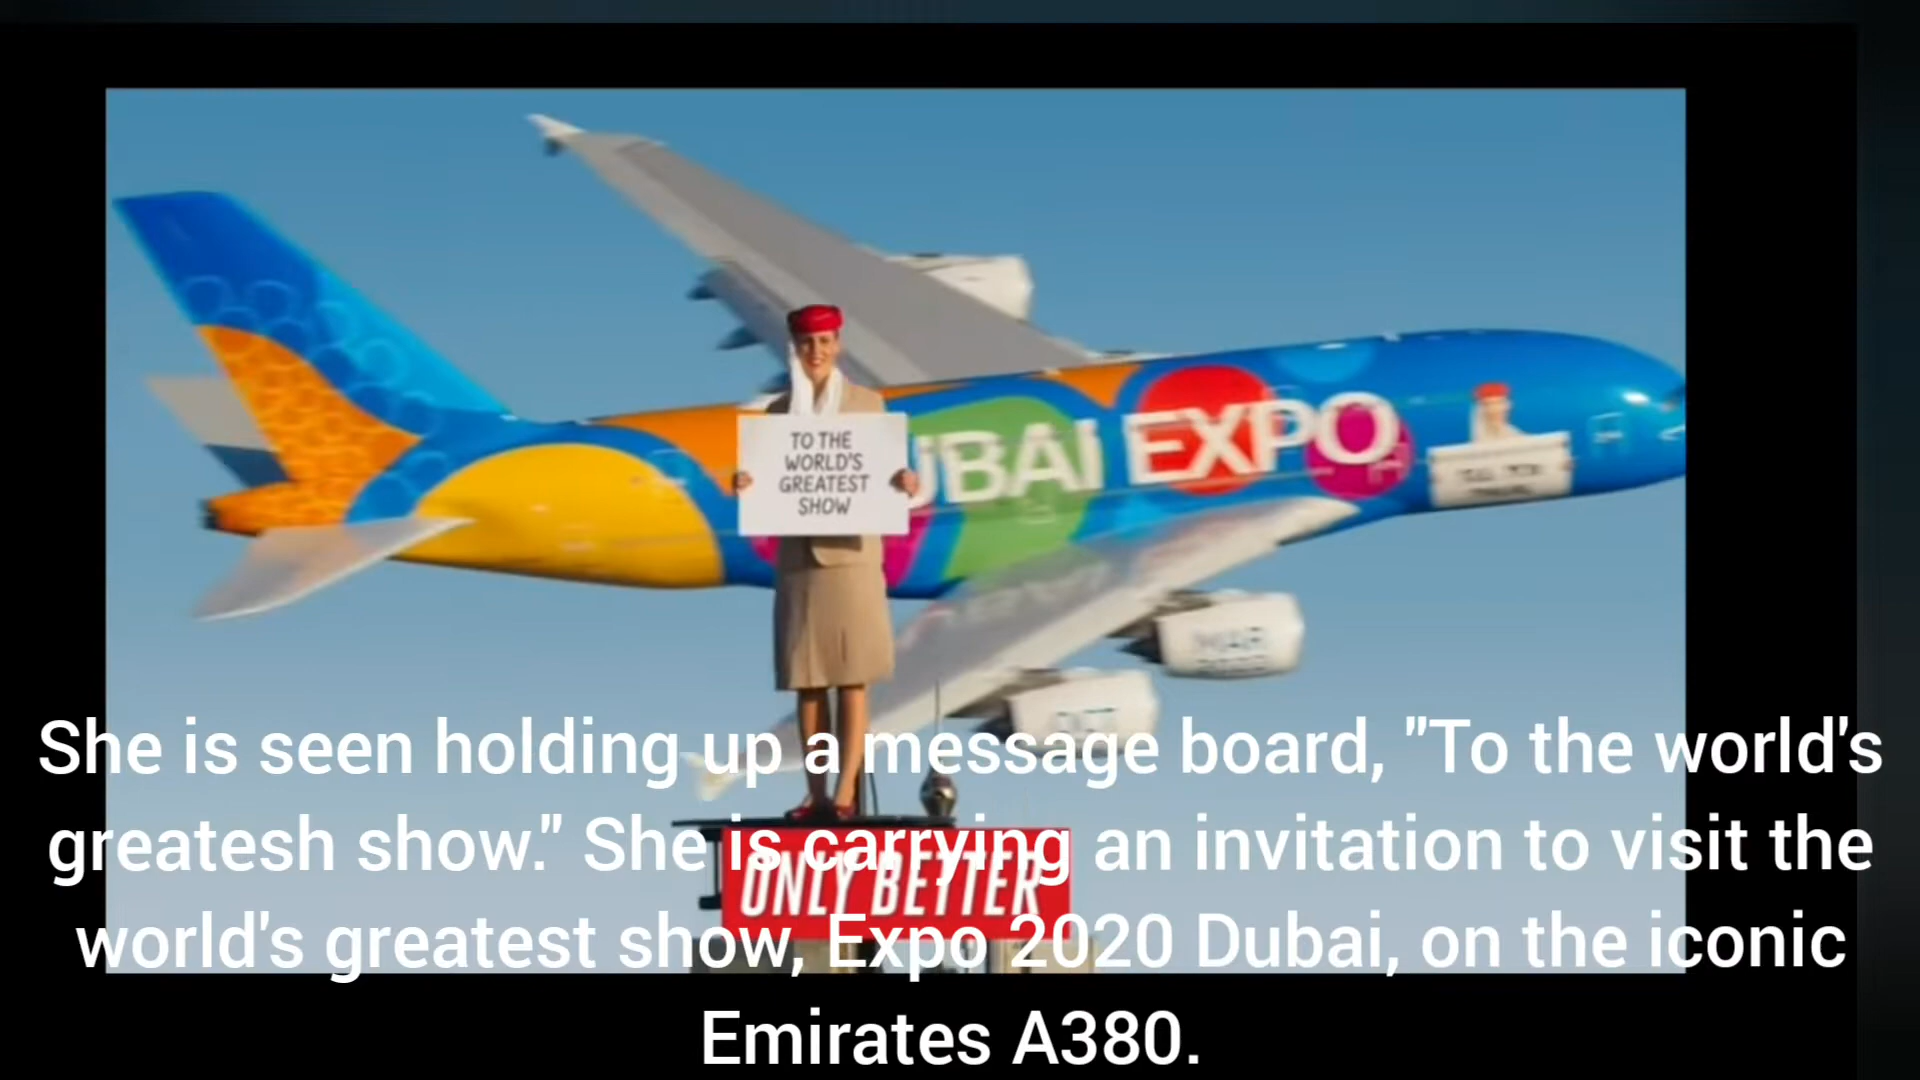 TO THE
WORLD'S
GREATEST
SHOW
DUBAI EXPO
MAR
ONLY BETTER
She is seen holding up a message board, "To the world's
greatesh show." She is carrying an invitation to visit the
world's greatest show, Expo 2020 Dubai, on the iconic
Emirates A380.